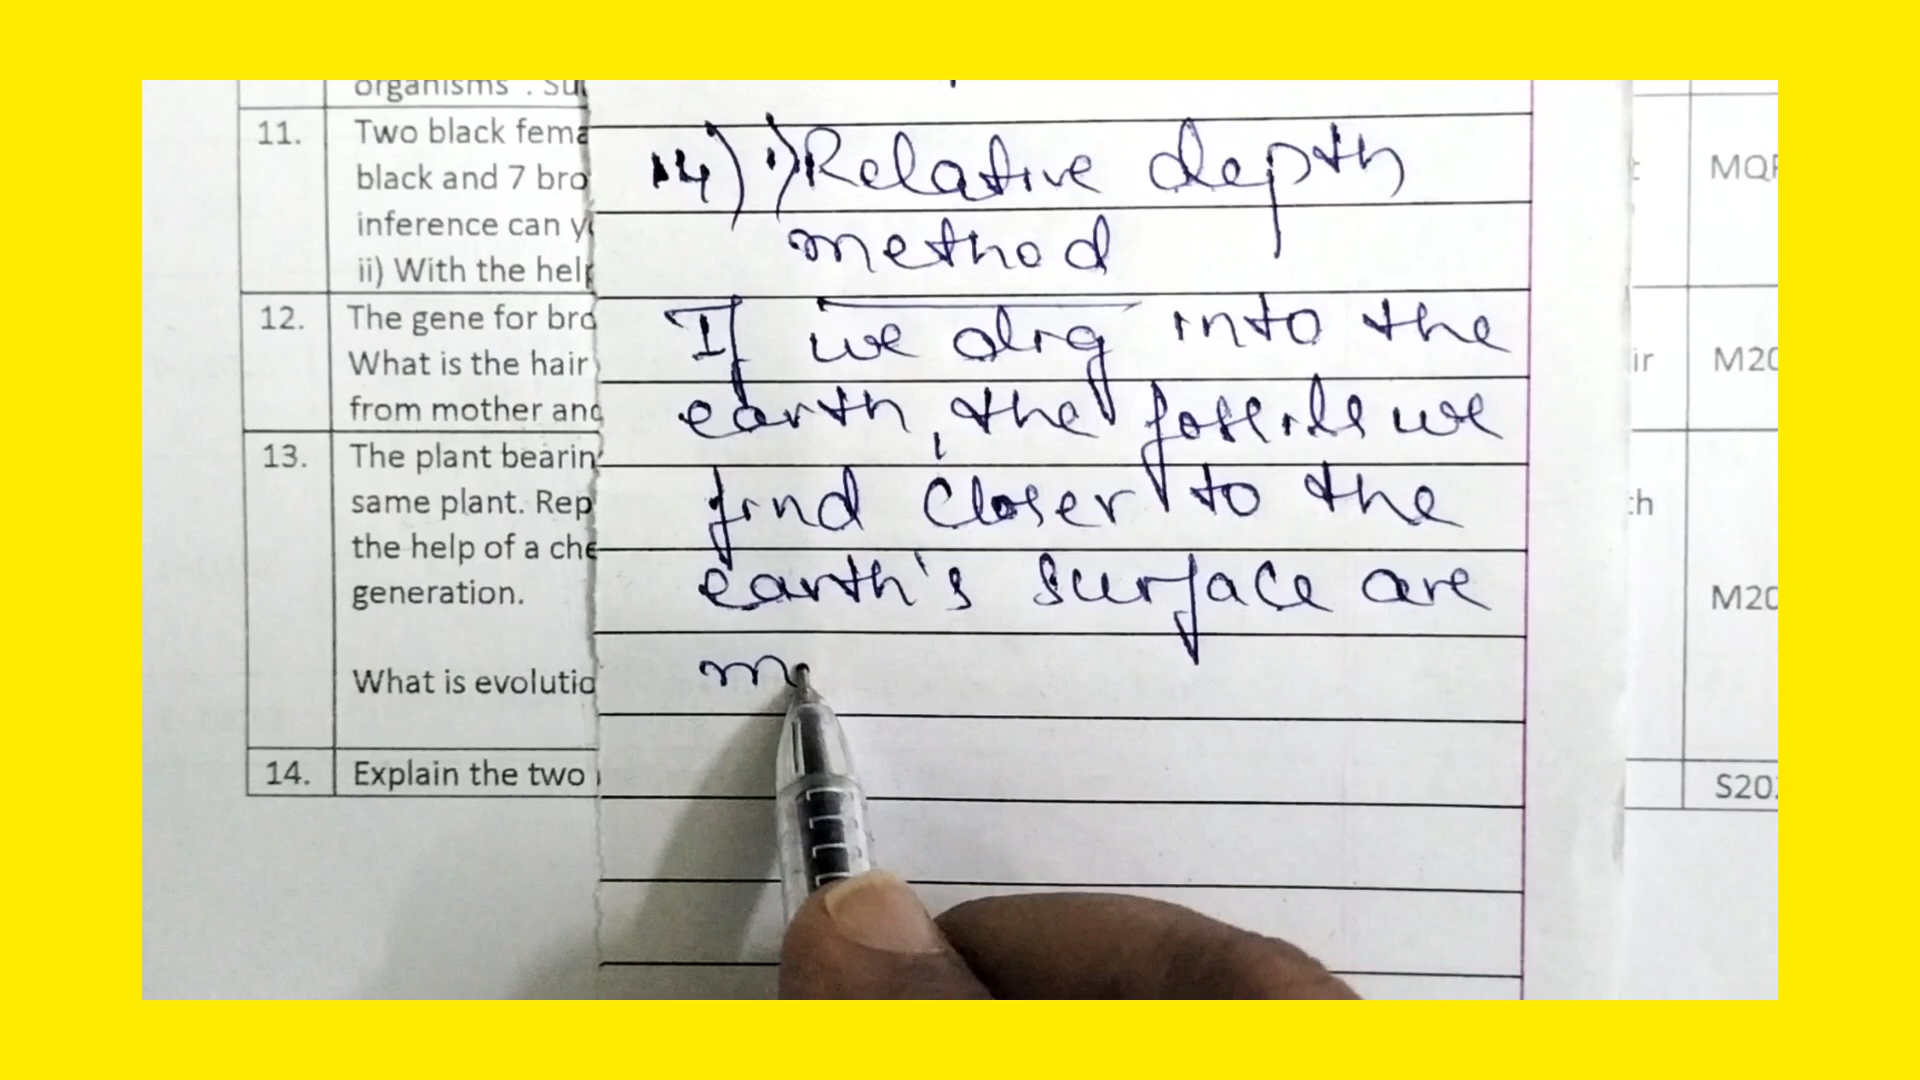 organisms . Su
11. Two black fema
black and 7 bro
inference can y
ii) With the hel
12. The gene for bro
What is the hair
from mother and
13. The plant bearin
same plant. Rep
the help of a che
generation.
What is evolutio
14. Explain the two
14) 1) Relative depth
method
If we dig into the
earth, the fossils we
find closer to the
earth's surface are
m
MQP
ir M20
th M20
S20